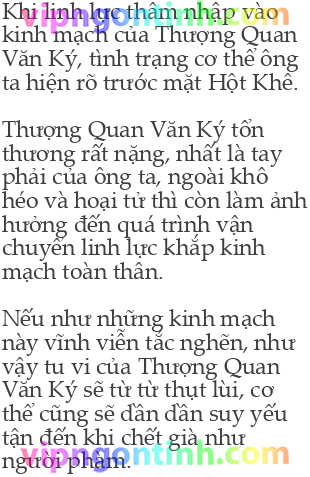 Khi linh lực thâm nhập vào
vipngontinh.com
kinh mạch của Thượng Quan
Văn Ký, tình trạng cơ thể ông
ta hiện rõ trước mặt Hột Khê.
Thượng Quan Văn Ký tổn
thương rất nặng, nhất là tay
phải của ông ta, ngoài khô
héo và hoại tử thì còn làm ảnh
hưởng đến quá trình vận
chuyển linh lực khắp kinh
mạch toàn thân.
Nếu như những kinh mạch
này vĩnh viễn tắc nghẽn, như
vậy tu vi của Thượng Quan
Văn Ký sẽ từ từ thụt lùi, cơ
thể cũng sẽ dần dần suy yếu
tận đến khi chết già như
người phàm.
vipngontinh.com